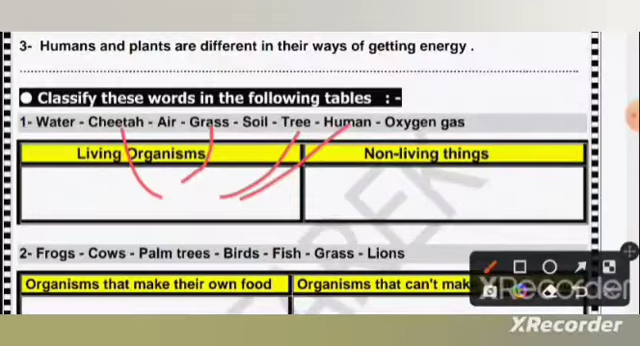 3- Humans and plants are different in their ways of getting energy .
● Classify these words in the following tables : -
1- Water - Cheetah - Air - Grass - Soil - Tree - Human - Oxygen gas
Living Organisms Non-living things
2- Frogs - Cows - Palm trees - Birds - Fish - Grass - Lions
Organisms that make their own food Organisms that can't mak
XRecorder
XRecorder